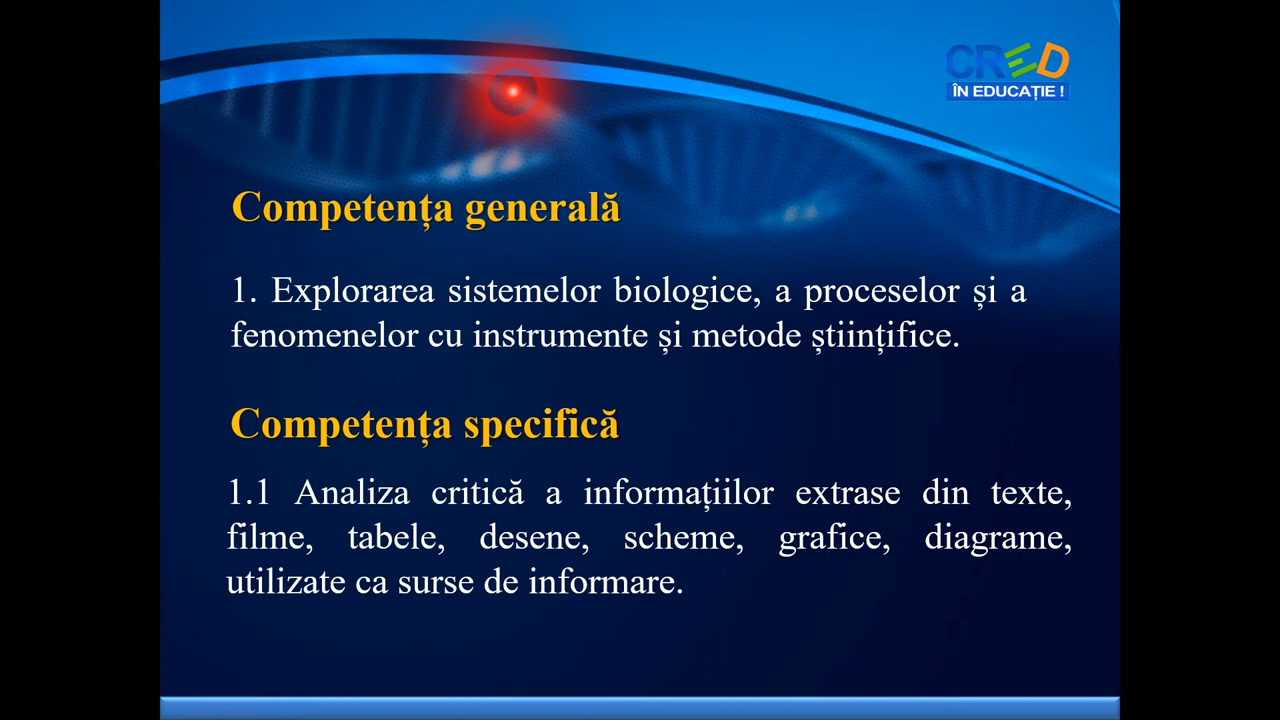 CRED
ÎN EDUCAȚIE !
Competența generală
1. Explorarea sistemelor biologice, a proceselor și a
fenomenelor cu instrumente și metode științifice.
Competența specifică
1.1 Analiza critică a informațiilor extrase din texte,
filme, tabele, desene, scheme, grafice, diagrame,
utilizate ca surse de informare.